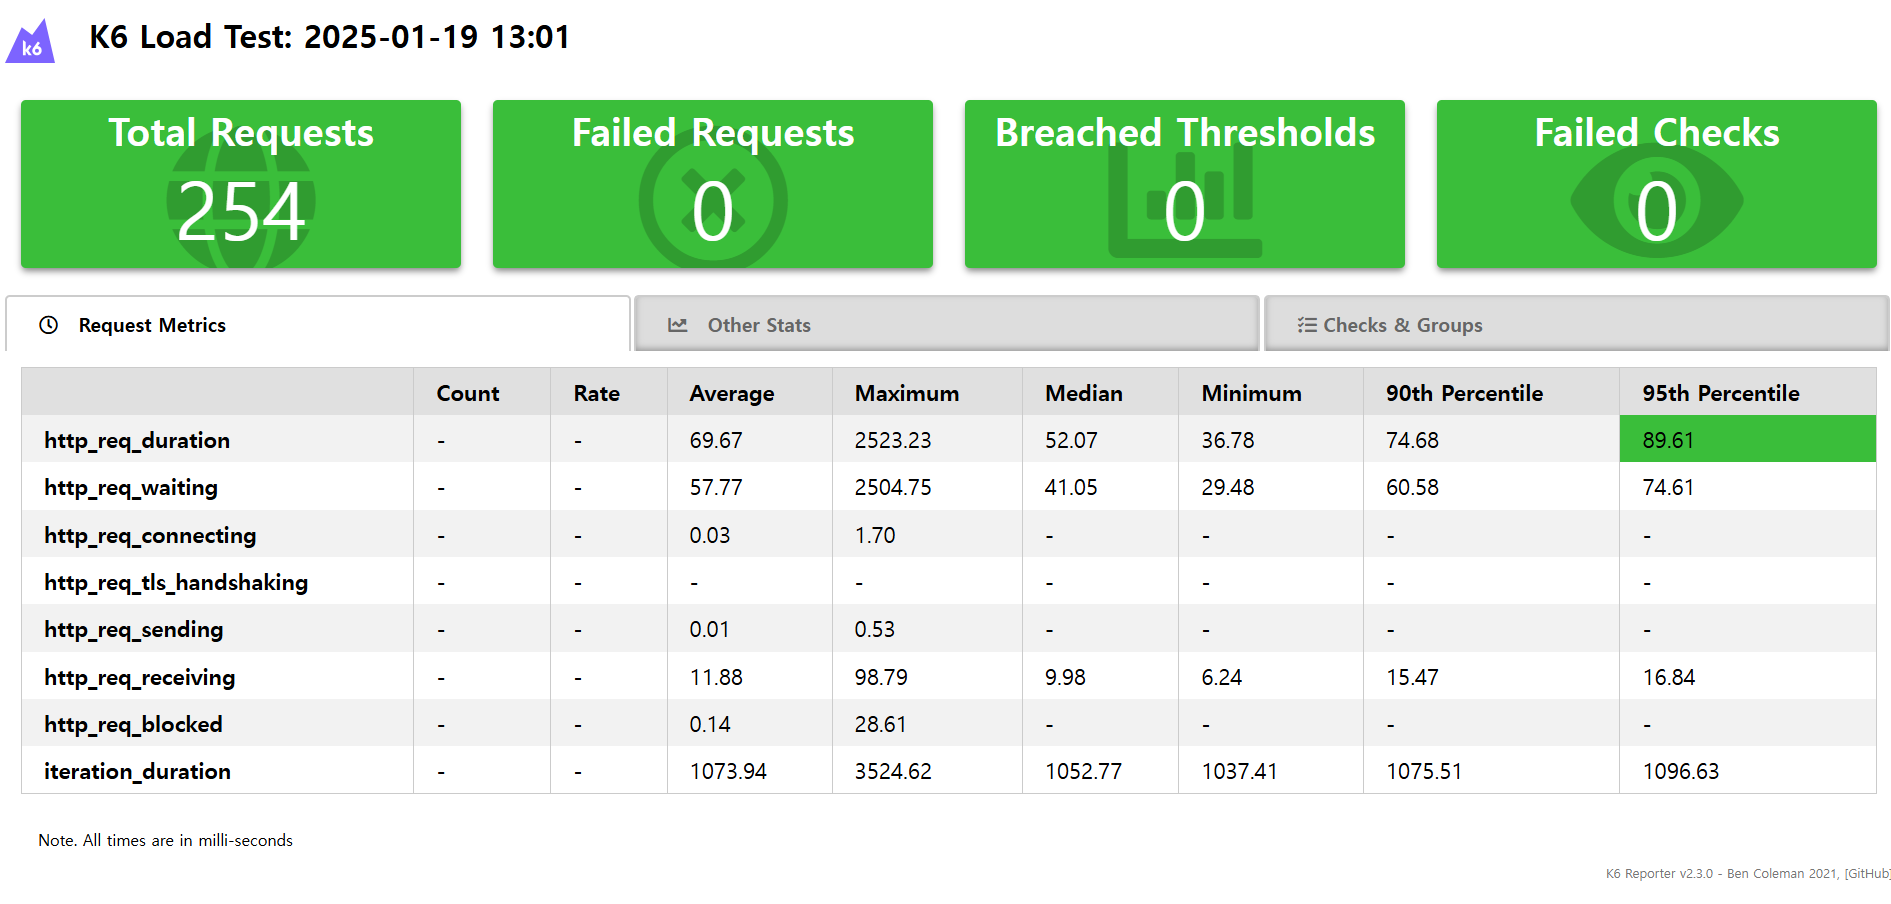 k6
K6 Load Test: 2025-01-19 13:01
Total Requests
254
Failed Requests
0
Breached Thresholds
0
Failed Checks
0
Request Metrics
Other Stats
Checks & Groups
Count Rate Average Maximum Median Minimum 90th Percentile 95th Percentile
http_req_duration - - 69.67 2523.23 52.07 36.78 74.68 89.61
http_req_waiting - - 57.77 2504.75 41.05 29.48 60.58 74.61
http_req_connecting - - 0.03 1.70 - - - -
http_req_tls_handshaking - - - - - - - -
http_req_sending - - 0.01 0.53 - - - -
http_req_receiving - - 11.88 98.79 9.98 6.24 15.47 16.84
http_req_blocked - - 0.14 28.61 - - - -
iteration_duration - - 1073.94 3524.62 1052.77 1037.41 1075.51 1096.63
Note. All times are in milli-seconds
K6 Reporter v2.3.0 - Ben Coleman 2021, [GitHub]